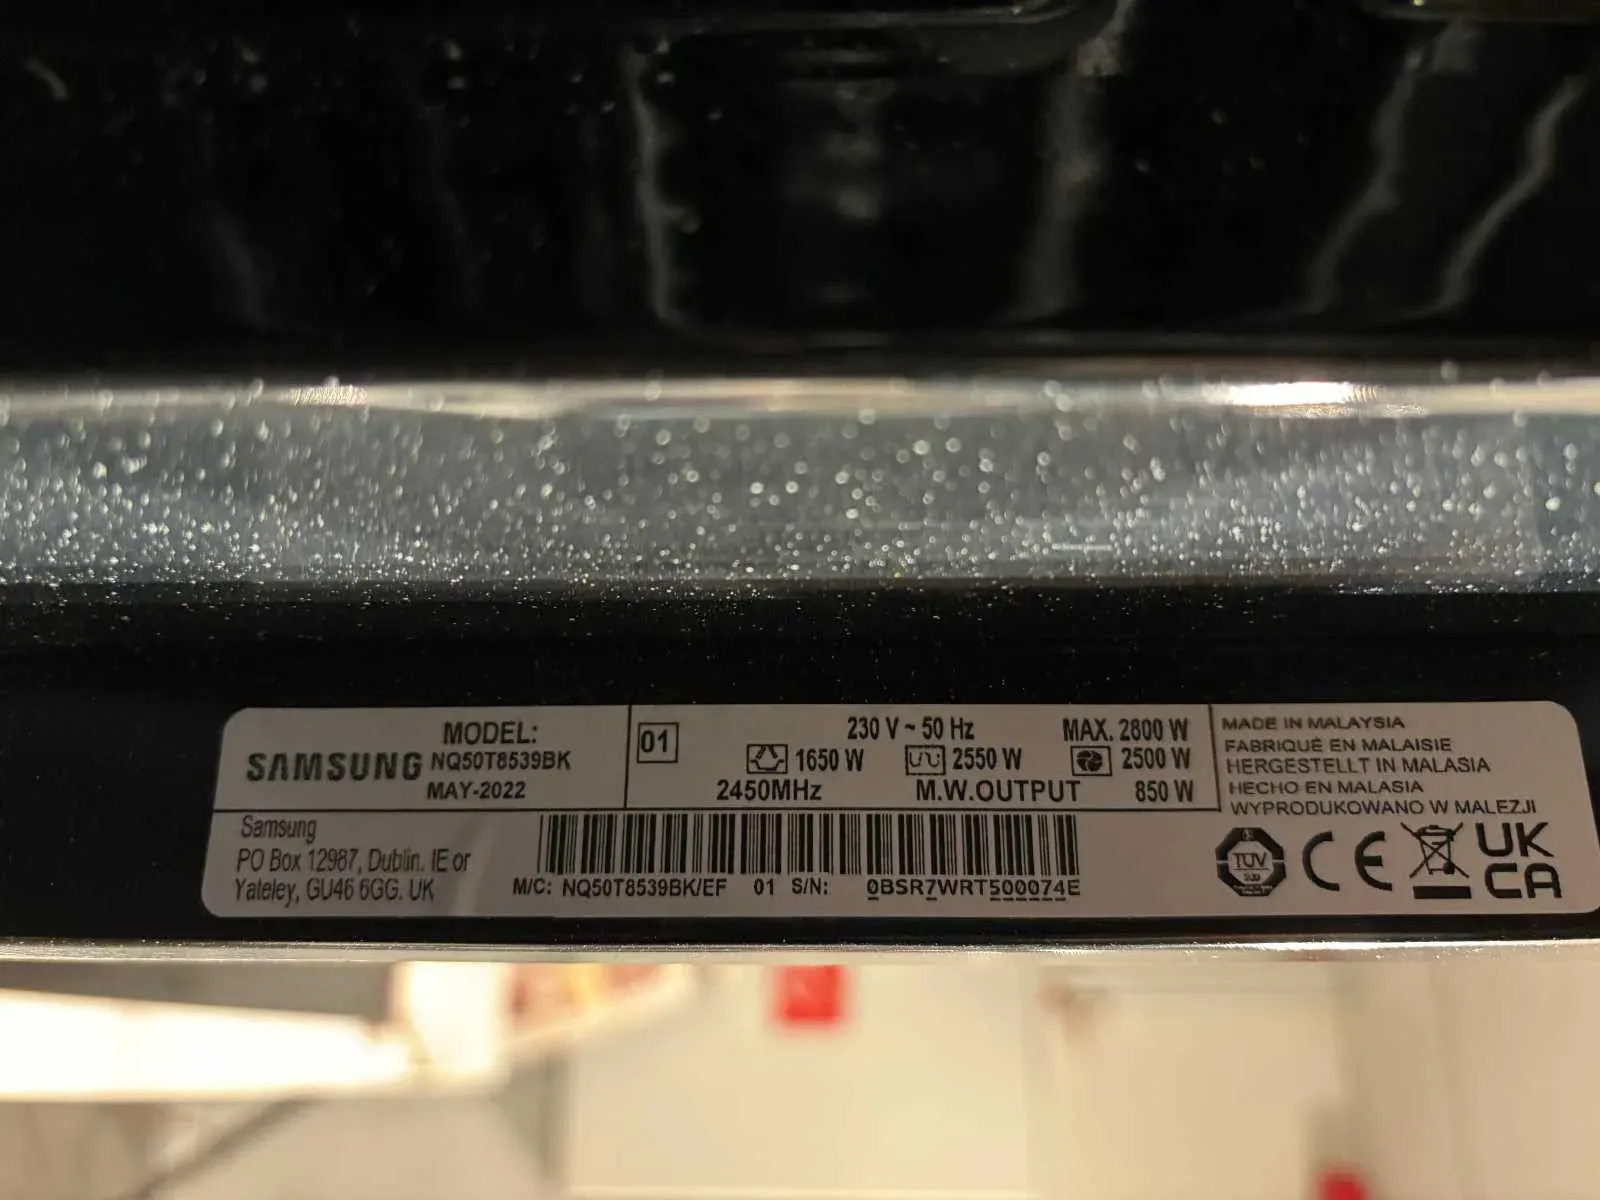 MODEL:
SAMSUNG NQ50T8539BK
MAY-2022
01
230 V ~ 50 Hz MAX. 2800 W
1650 W 2550 W 2500 W
2450MHz M.W.OUTPUT 850 W
MADE IN MALAYSIA
FABRIQUÉ EN MALAISIE
HERGESTELLT IN MALASIA
HECHO EN MALASIA
WYPRODUKOWANO W MALEZJI
Samsung
PO Box 12987, Dublin. IE or
Yaleley, GU46 6GG. UK
M/C: NQ50T8539BK/EF 01 S/N: 0BSR7WRT500074E
TÜV
SÜD
CE
UK
CA